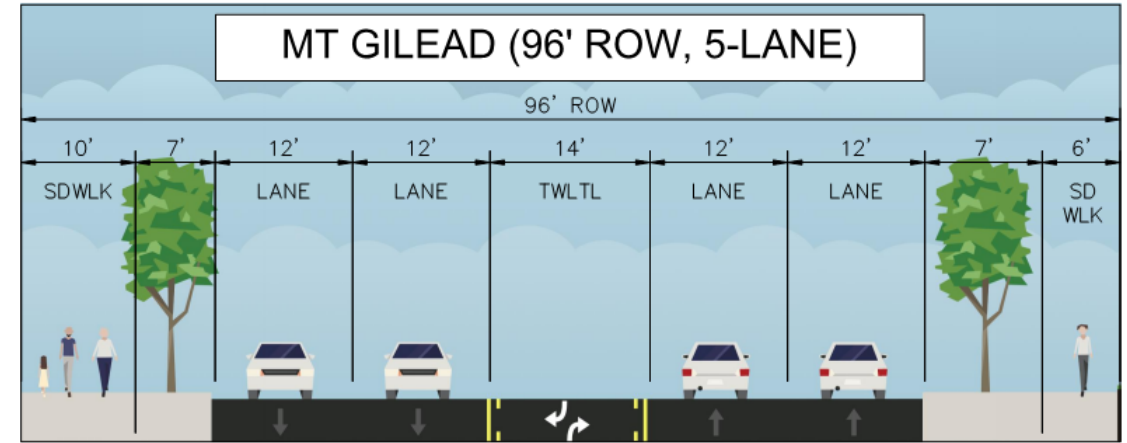 MT GILEAD (96' ROW, 5-LANE)
96' ROW
10' 7' 12' 12' 14' 12' 12' 7' 6'
SDWLK LANE LANE TWLTL LANE LANE SD
WLK